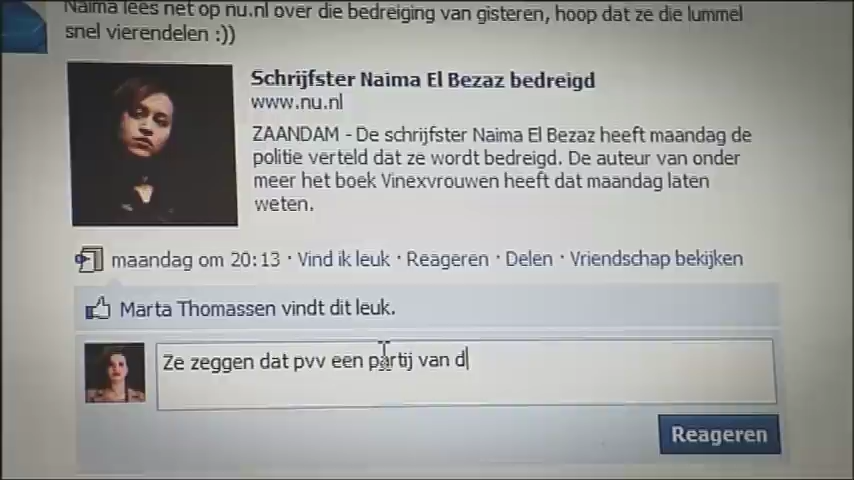 Naima lees net op nu.nl over die bedreiging van gisteren, hoop dat ze die lummel
snel vierendelen :))
Schrijfster Naima El Bezaz bedreigd
www.nu.nl
ZAANDAM - De schrijfster Naima El Bezaz heeft maandag de
politie verteld dat ze wordt bedreigd. De auteur van onder
meer het boek Vinexvrouwen heeft dat maandag laten
weten.
maandag om 20:13 · Vind ik leuk · Reageren · Delen · Vriendschap bekijken
Marta Thomassen vindt dit leuk.
Ze zeggen dat pvv een partij van d
Reageren